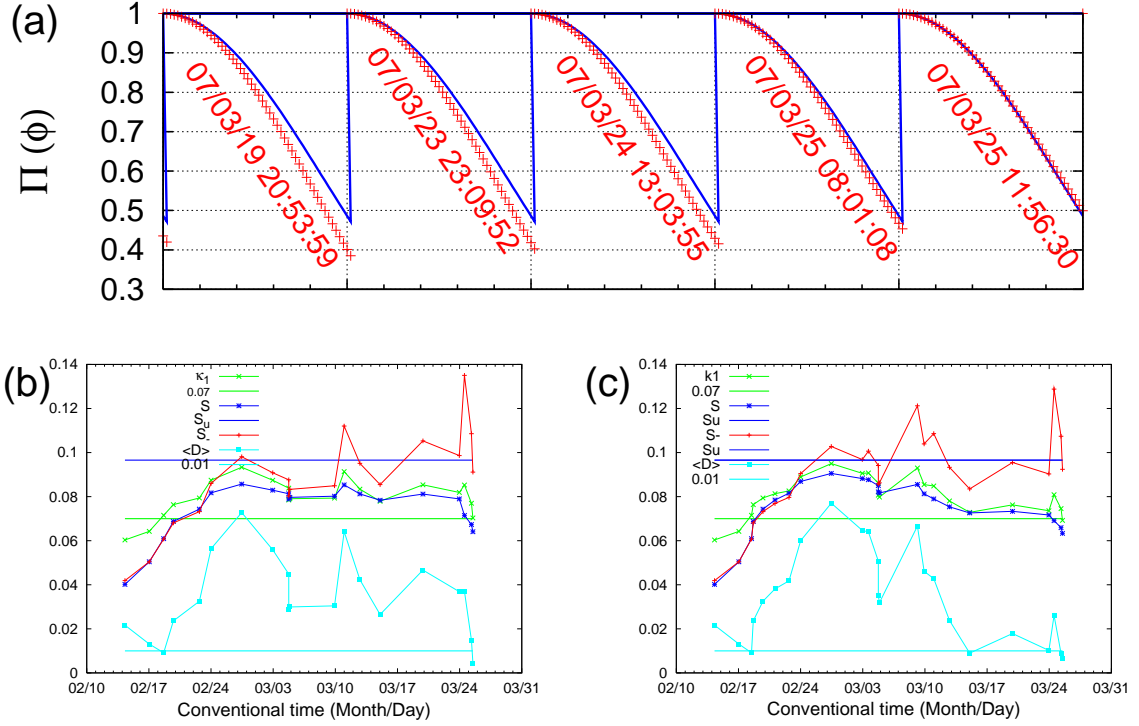 (a)
Π (φ)
1
0.9
0.8
0.7
0.6
0.5
0.4
0.3
07/03/19 20:53:59
07/03/23 23:09:52
07/03/24 13:03:55
07/03/25 08:01:08
07/03/25 11:56:30
(b)
0.14
0.12
0.1
0.08
0.06
0.04
0.02
0
κ1
0.07
S
Su
S-
<D>
0.01
02/10 02/17 02/24 03/03 03/10 03/17 03/24 03/31
Conventional time (Month/Day)
(c)
0.14
0.12
0.1
0.08
0.06
0.04
0.02
0
k1
0.07
S
Su
S-
Su
<D>
0.01
02/10 02/17 02/24 03/03 03/10 03/17 03/24 03/31
Conventional time (Month/Day)